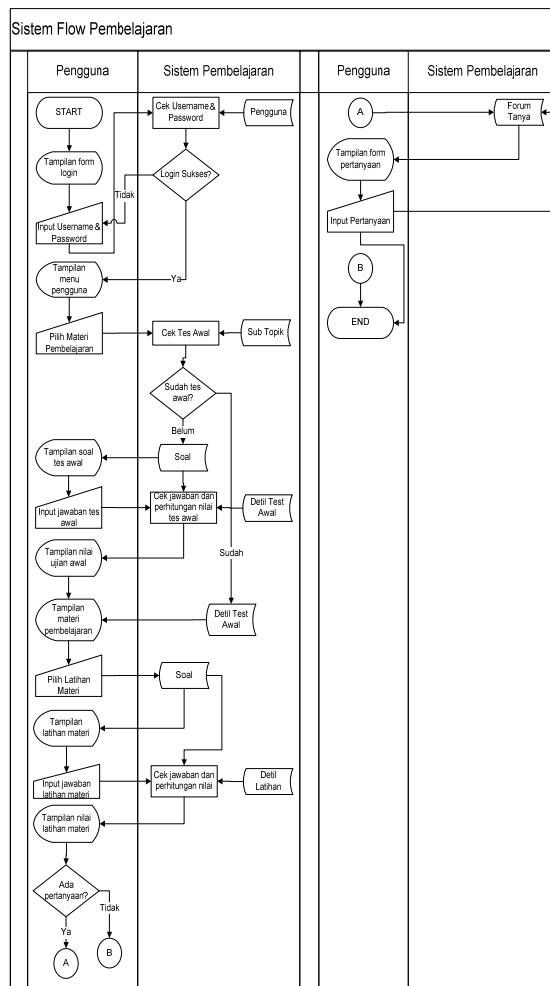 Sistem Flow Pembelajaran
Pengguna
Sistem Pembelajaran
Pengguna
Sistem Pembelajaran
START
Cek Username &
Password
Pengguna
Tampilan form
login
Login Sukses?
Tidak
Input Username &
Password
Ya
Tampilan
menu
pengguna
Pilih Materi
Pembelajaran
Cek Tes Awal
Sub Topik
Sudah tes
awal?
Belum
Tampilan soal
tes awal
Soal
Input jawaban tes
awal
Cek jawaban dan
perhitungan nilai
tes awal
Detil Test
Awal
Tampilan nilai
ujian awal
Sudah
Tampilan
materi
pembelajaran
Detil Test
Awal
Pilih Latihan
Materi
Soal
Tampilan
latihan materi
Input jawaban
latihan materi
Cek jawaban dan
perhitungan nilai
Detil
Latihan
Tampilan nilai
latihan materi
Ada
pertanyaan?
Tidak
Ya
A
B
A
Forum
Tanya
Tampilan form
pertanyaan
Input Pertanyaan
B
END